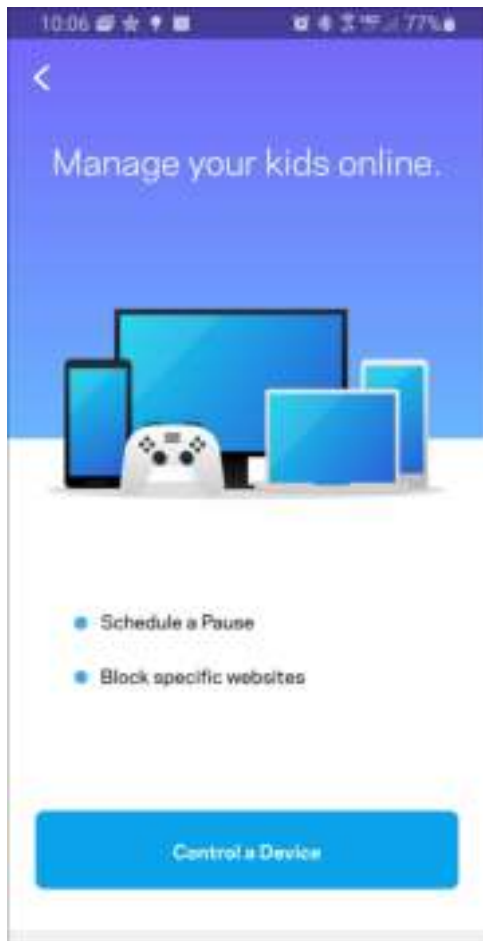 10:06 77%
Manage your kids online.
Schedule a Pause
Block specific websites
Control a Device